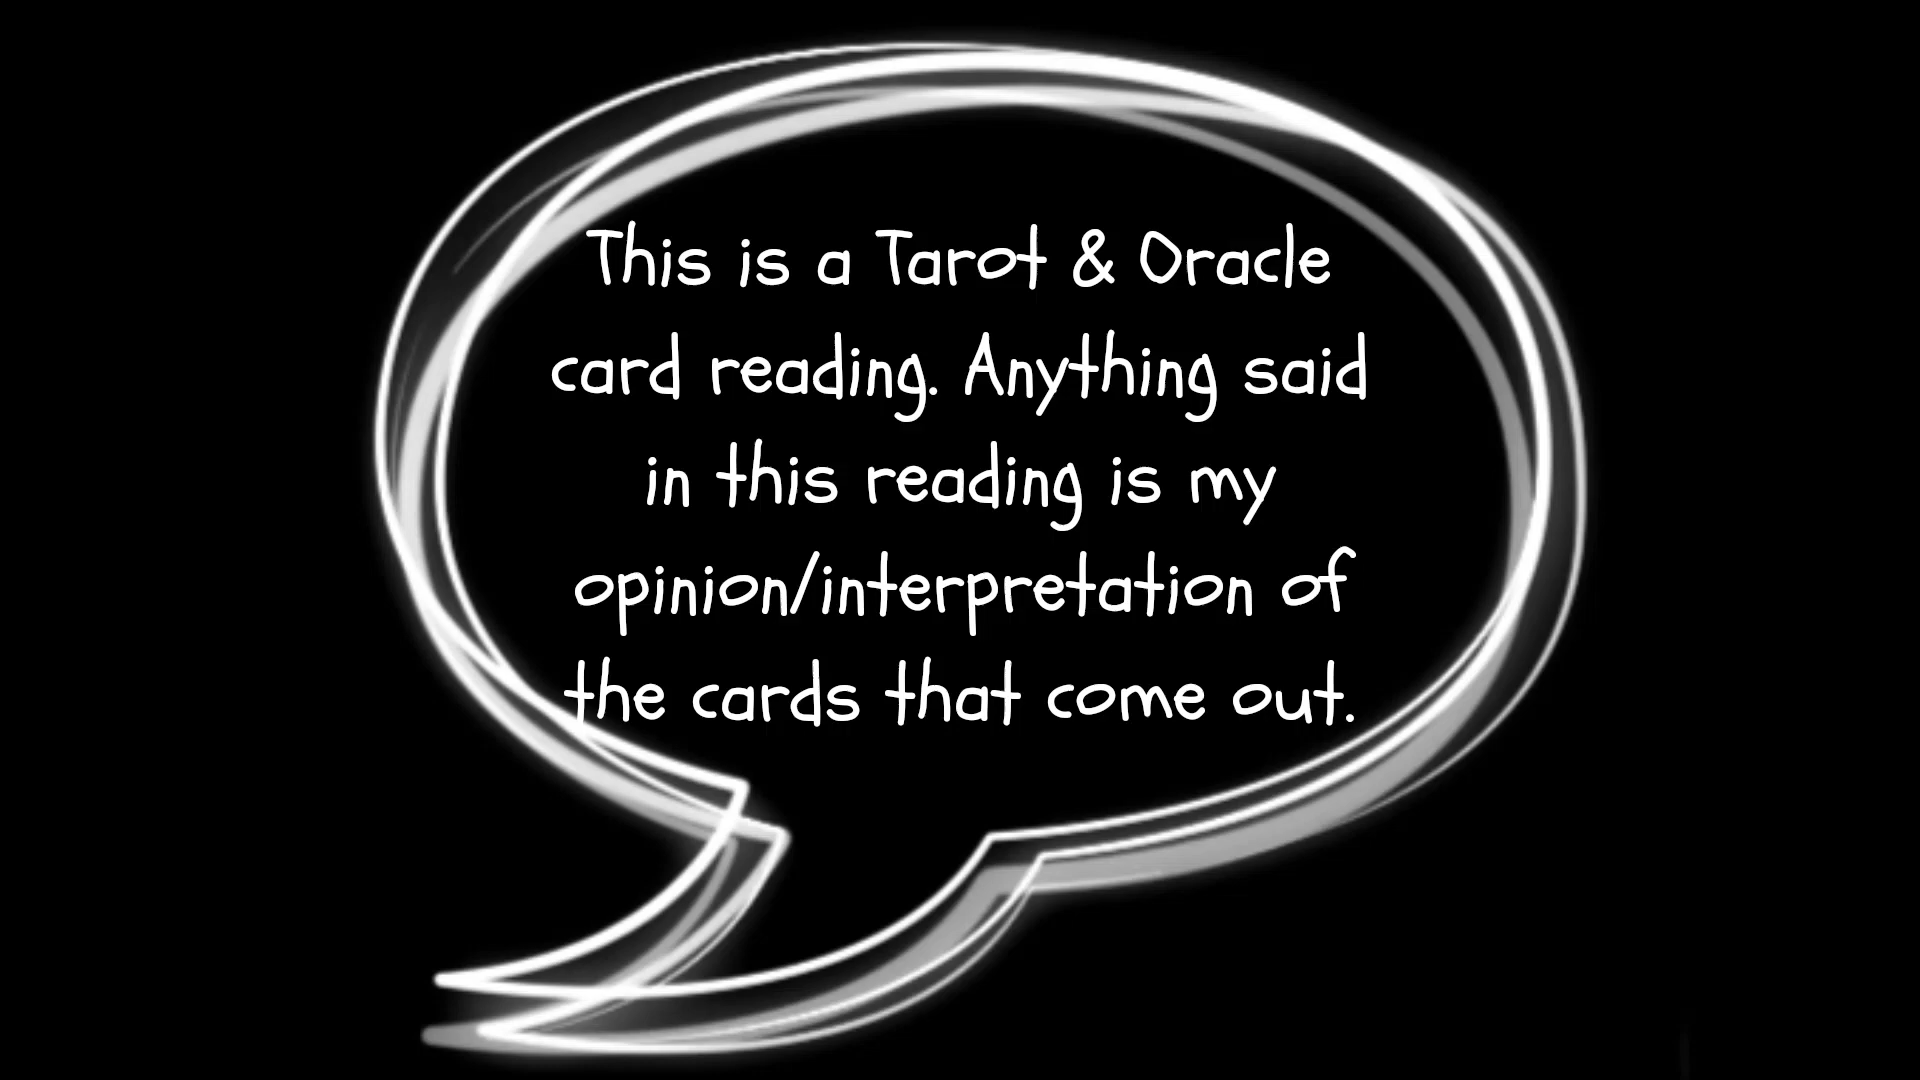 This is a Tarot & Oracle
card reading. Anything said
in this reading is my
opinion/interpretation of
the cards that come out.